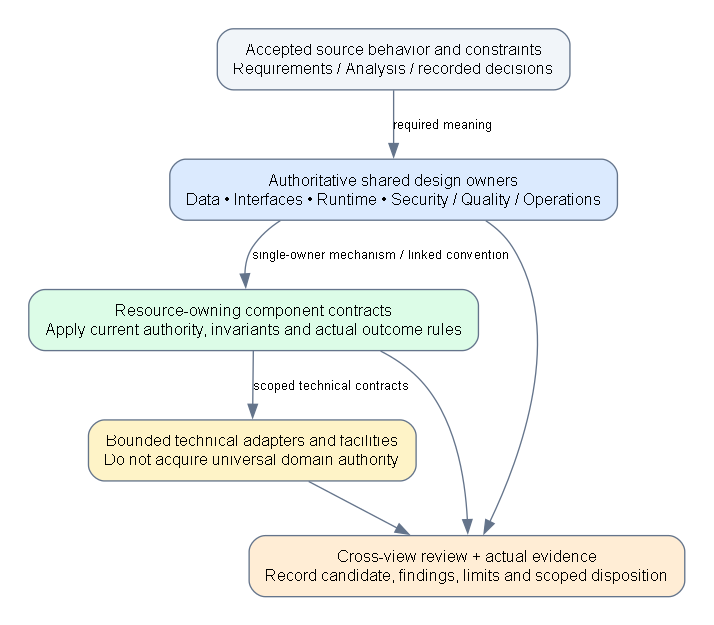 Accepted source behavior and constraints
Requirements / Analysis / recorded decisions
required meaning
Authoritative shared design owners
Data • Interfaces • Runtime • Security / Quality / Operations
single-owner mechanism / linked convention
Resource-owning component contracts
Apply current authority, invariants and actual outcome rules
scoped technical contracts
Bounded technical adapters and facilities
Do not acquire universal domain authority
Cross-view review + actual evidence
Record candidate, findings, limits and scoped disposition